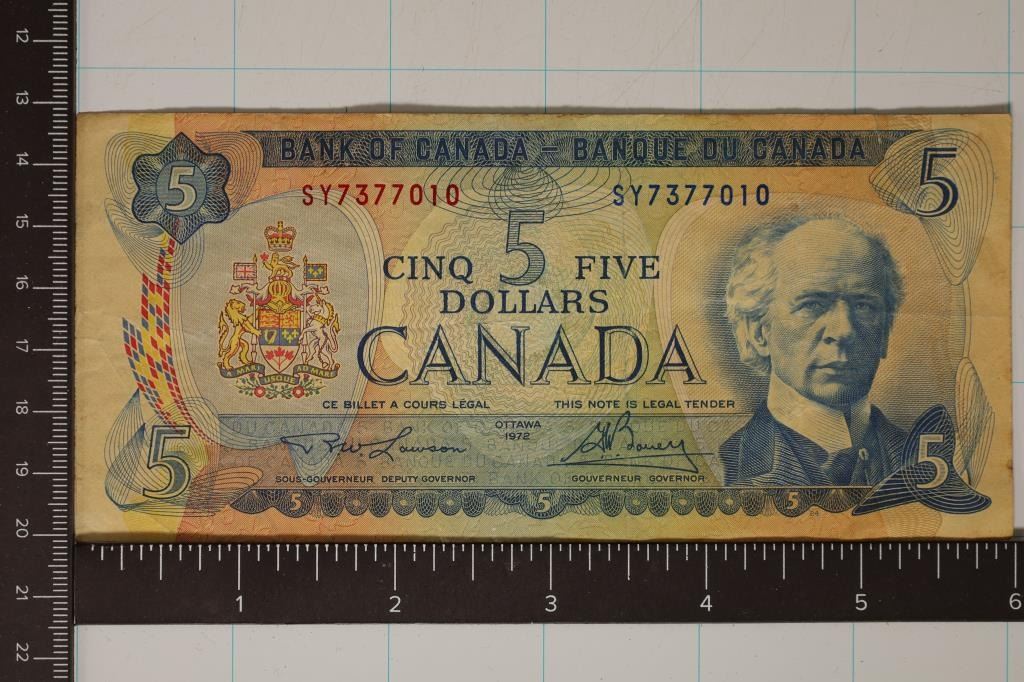 BANK OF CANADA – BANQUE DU CANADA
5 SY7377010 SY7377010 5
CINQ 5 FIVE
DOLLARS
CANADA
A MARI USQUE AD MARE
CE BILLET A COURS LÉGAL THIS NOTE IS LEGAL TENDER
OTTAWA
1972
5 5
SOUS-GOUVERNEUR DEPUTY GOVERNOR GOUVERNEUR GOVERNOR
5 5 5
12
13
14
15
16
17
18
19
20
21
22
1 2 3 4 5 6